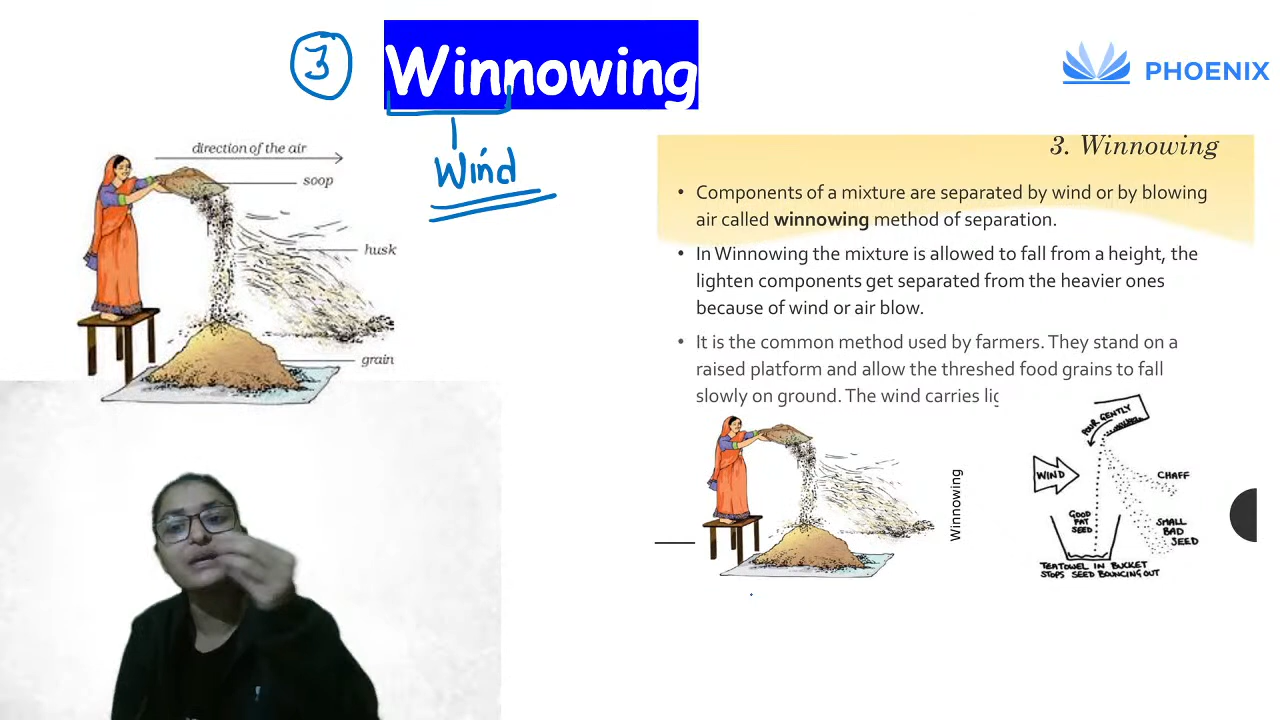 3
Winnowing
PHOENIX
Wind
direction of the air
soop
husk
grain
3. Winnowing
• Components of a mixture are separated by wind or by blowing
air called winnowing method of separation.
• In Winnowing the mixture is allowed to fall from a height, the
lighten components get separated from the heavier ones
because of wind or air blow.
• It is the common method used by farmers. They stand on a
raised platform and allow the threshed food grains to fall
slowly on ground. The wind carries lig
Winnowing
POUR GENTLY
WIND
CHAFF
GOOD
FAT
SEED
SMALL
BAD
SEED
TEATOWEL IN BUCKET
STOPS SEED BOUNCING OUT